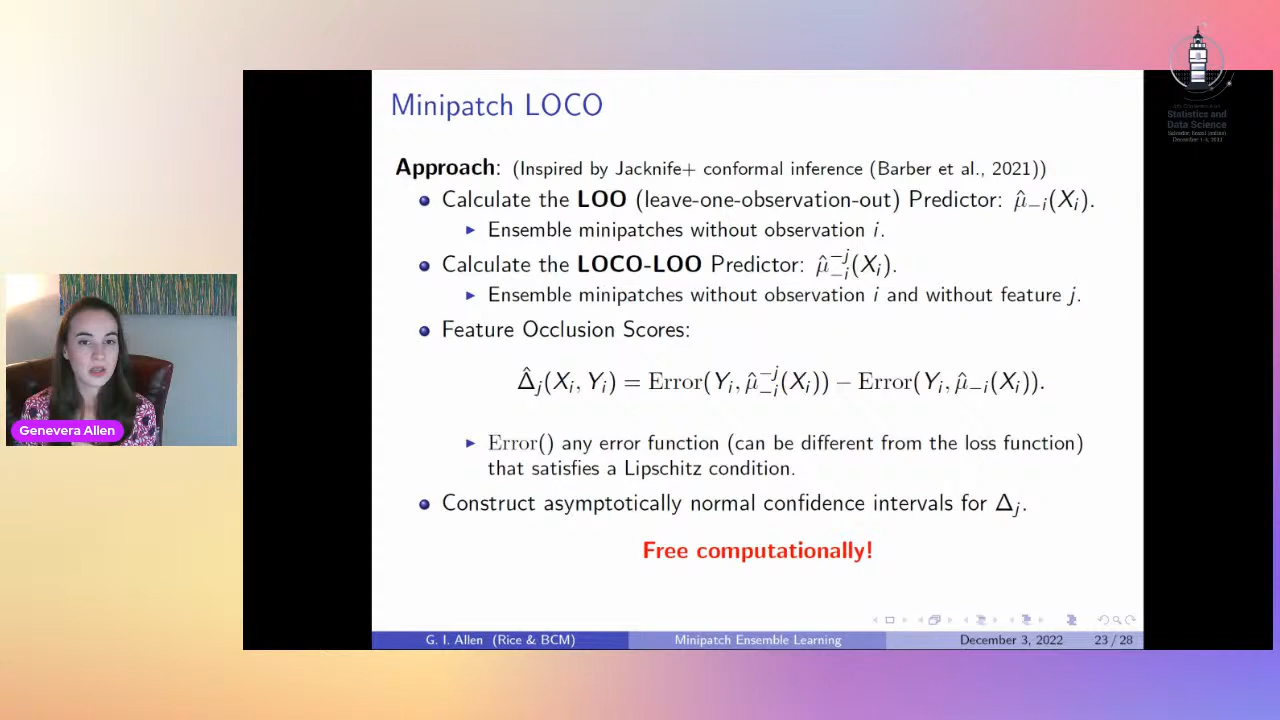 Minipatch LOCO
Approach: (Inspired by Jacknife+ conformal inference (Barber et al., 2021))
Calculate the LOO (leave-one-observation-out) Predictor: μ̂₋ᵢ(Xᵢ).
Ensemble minipatches without observation i.
Calculate the LOCO-LOO Predictor: μ̂₋ᵢ⁻ʲ(Xᵢ).
Ensemble minipatches without observation i and without feature j.
Feature Occlusion Scores:
Δ̂ⱼ(Xᵢ, Yᵢ) = Error(Yᵢ, μ̂₋ᵢ⁻ʲ(Xᵢ)) − Error(Yᵢ, μ̂₋ᵢ(Xᵢ)).
Error() any error function (can be different from the loss function)
that satisfies a Lipschitz condition.
Construct asymptotically normal confidence intervals for Δⱼ.
Free computationally!
G. I. Allen (Rice & BCM) Minipatch Ensemble Learning December 3, 2022 23 / 28
Genevera Allen
Statistics and
Data Science